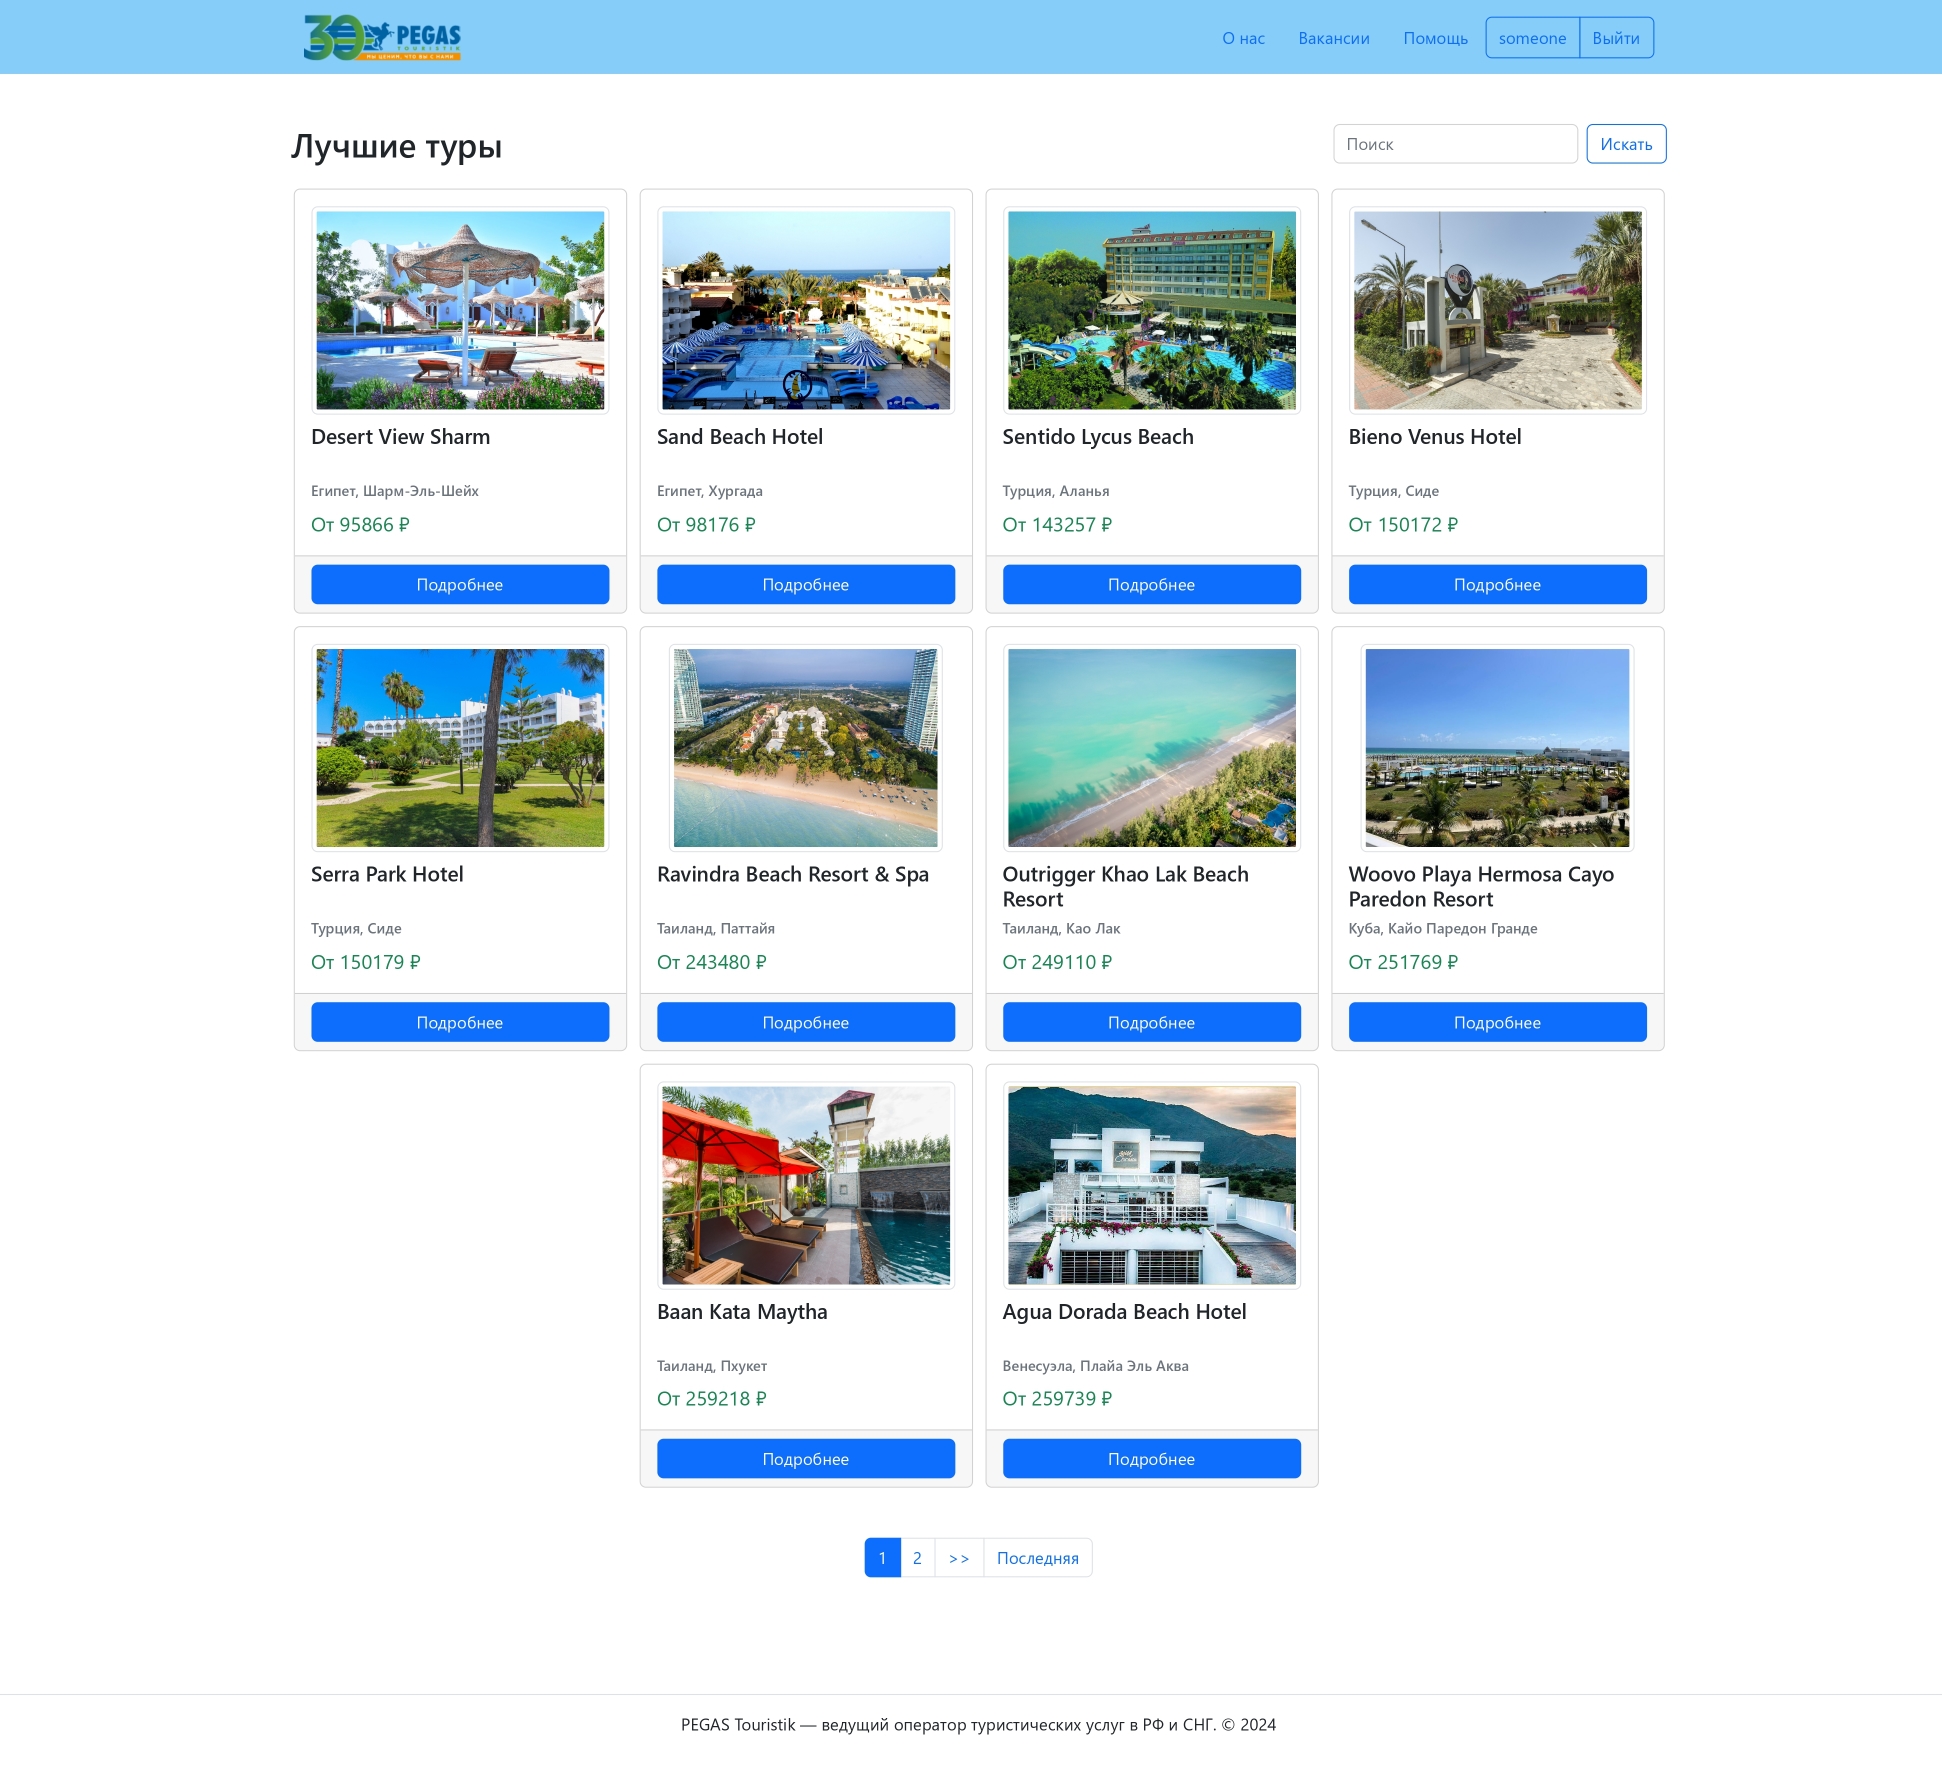 30 PEGAS
TOURISTIK
МЫ ЦЕНИМ, ЧТО ВЫ С НАМИ
О нас
Вакансии
Помощь
someone
Выйти
Лучшие туры
Поиск
Искать
Desert View Sharm
Египет, Шарм-Эль-Шейх
От 95866 ₽
Подробнее
Sand Beach Hotel
Египет, Хургада
От 98176 ₽
Подробнее
Sentido Lycus Beach
Турция, Аланья
От 143257 ₽
Подробнее
Bieno Venus Hotel
Турция, Сиде
От 150172 ₽
Подробнее
Serra Park Hotel
Турция, Сиде
От 150179 ₽
Подробнее
Ravindra Beach Resort & Spa
Таиланд, Паттайя
От 243480 ₽
Подробнее
Outrigger Khao Lak Beach
Resort
Таиланд, Као Лак
От 249110 ₽
Подробнее
Woovo Playa Hermosa Cayo
Paredon Resort
Куба, Кайо Паредон Гранде
От 251769 ₽
Подробнее
Baan Kata Maytha
Таиланд, Пхукет
От 259218 ₽
Подробнее
Agua Dorada Beach Hotel
Венесуэла, Плайа Эль Аква
От 259739 ₽
Подробнее
1
2
>>
Последняя
PEGAS Touristik — ведущий оператор туристических услуг в РФ и СНГ. © 2024